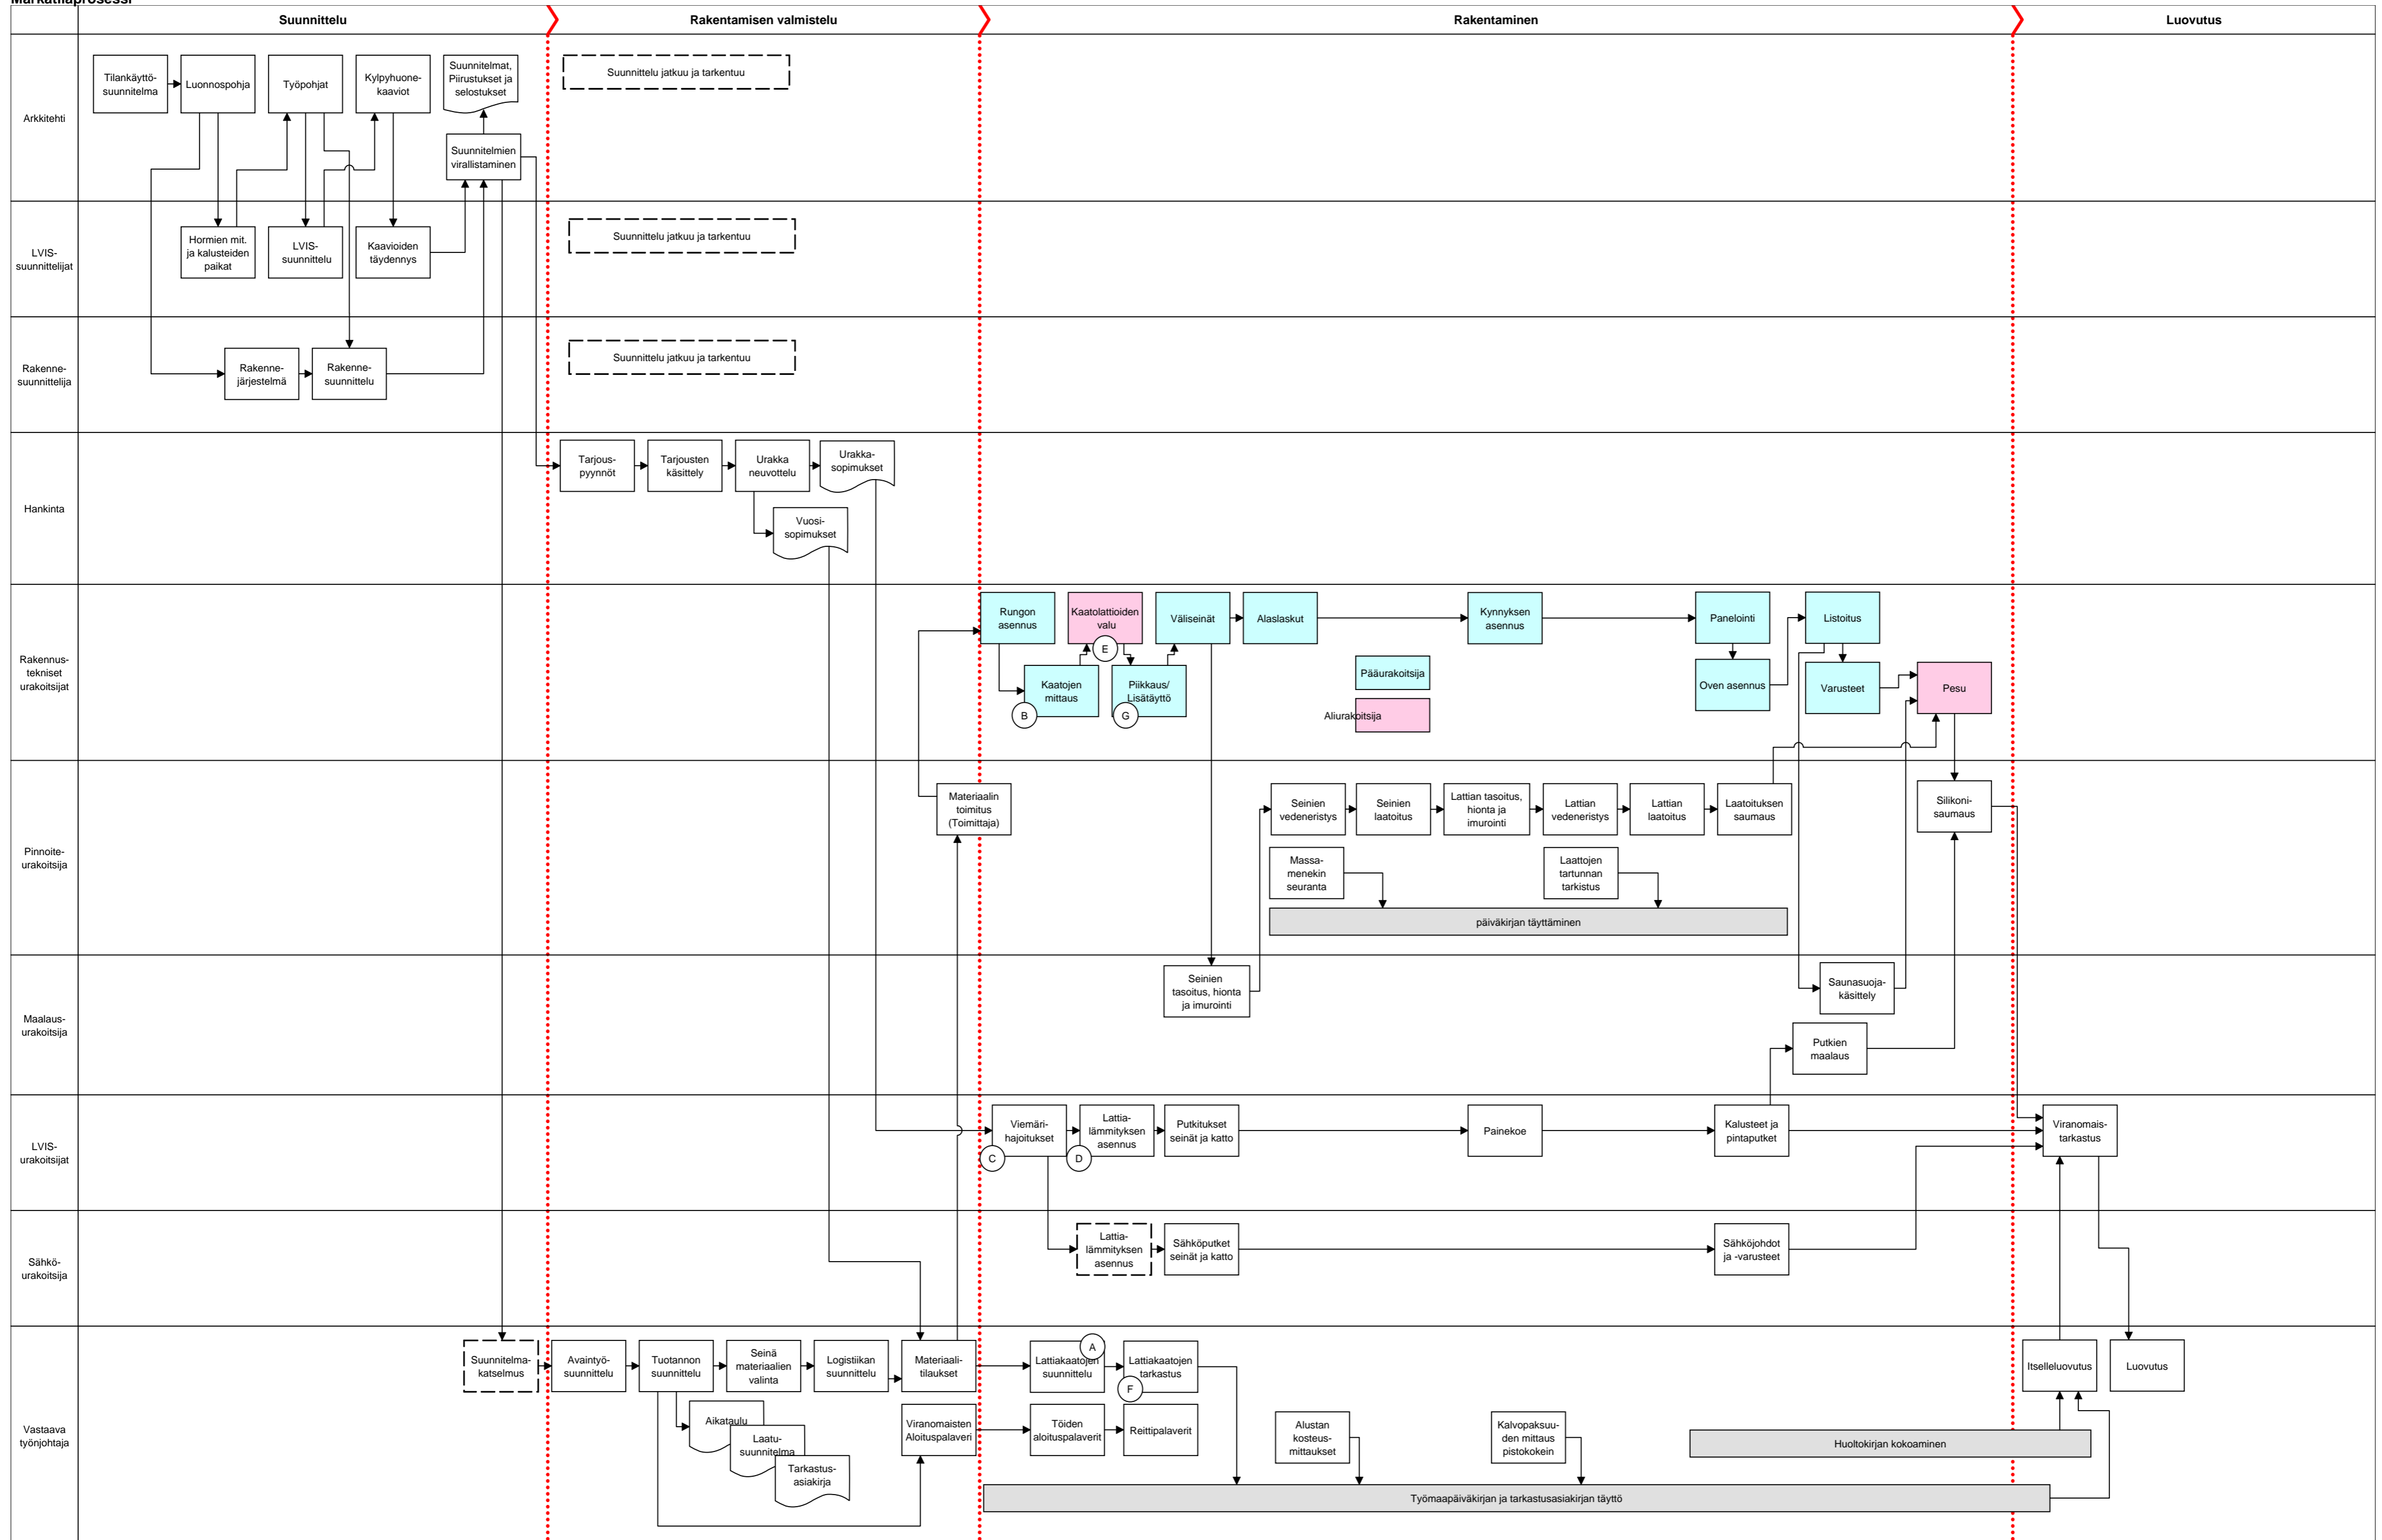 Märkätilaprosessi
Suunnittelu
Rakentamisen valmistelu
Rakentaminen
Luovutus
Arkkitehti
Tilankäyttö-
suunnitelma
Luonnospohja
Työpohjat
Kylpyhuone-
kaaviot
Suunnitelmat,
Piirustukset ja
selostukset
Suunnitelmien
virallistaminen
Suunnittelu jatkuu ja tarkentuu
LVIS-
suunnittelijat
Hormien mit.
ja kalusteiden
paikat
LVIS-
suunnittelu
Kaavioiden
täydennys
Suunnittelu jatkuu ja tarkentuu
Rakenne-
suunnittelija
Rakenne-
järjestelmä
Rakenne-
suunnittelu
Suunnittelu jatkuu ja tarkentuu
Hankinta
Tarjous-
pyynnöt
Tarjousten
käsittely
Urakka
neuvottelu
Urakka-
sopimukset
Vuosi-
sopimukset
Rakennus-
tekniset
urakoitsijat
Rungon
asennus
Kaatolattioiden
valu
E
Väliseinät
Alaslaskut
Kynnyksen
asennus
Panelointi
Listoitus
Kaatojen
mittaus
B
Piikkaus/
Lisätäyttö
G
Pääurakoitsija
Aliurakoitsija
Oven asennus
Varusteet
Pesu
Pinnoite-
urakoitsija
Materiaalin
toimitus
(Toimittaja)
Seinien
vedeneristys
Seinien
laatoitus
Lattian tasoitus,
hionta ja
imurointi
Lattian
vedeneristys
Lattian
laatoitus
Laatoituksen
saumaus
Silikoni-
saumaus
Massa-
menekin
seuranta
Laattojen
tartunnan
tarkistus
päiväkirjan täyttäminen
Maalaus-
urakoitsija
Seinien
tasoitus, hionta
ja imurointi
Saunasuoja-
käsittely
Putkien
maalaus
LVIS-
urakoitsijat
Viemäri-
hajoitukset
C
Lattia-
lämmityksen
asennus
D
Putkitukset
seinät ja katto
Painekoe
Kalusteet ja
pintaputket
Viranomais-
tarkastus
Sähkö-
urakoitsija
Lattia-
lämmityksen
asennus
Sähköputket
seinät ja katto
Sähköjohdot
ja -varusteet
Vastaava
työnjohtaja
Suunnitelma-
katselmus
Avaintyö-
suunnittelu
Tuotannon
suunnittelu
Seinä
materiaalien
valinta
Logistiikan
suunnittelu
Materiaali-
tilaukset
Lattiakaatojen
suunnittelu
A
Lattiakaatojen
tarkastus
F
Itselleluovutus
Luovutus
Aikataulu
Laatu-
suunnitelma
Tarkastus-
asiakirja
Viranomaisten
Aloituspalaveri
Töiden
aloituspalaverit
Reittipalaverit
Alustan
kosteus-
mittaukset
Kalvopaksuu-
den mittaus
pistokokein
Huoltokirjan kokoaminen
Työmaapäiväkirjan ja tarkastusasiakirjan täyttö